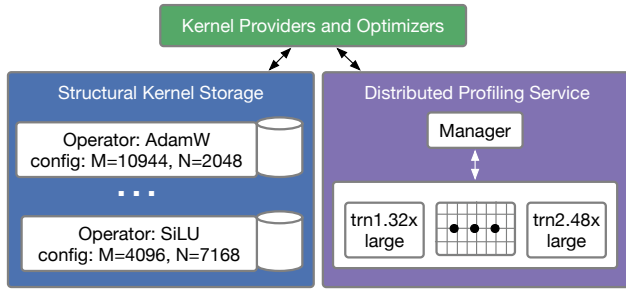 Kernel Providers and Optimizers
Structural Kernel Storage
Operator: AdamW
config: M=10944, N=2048
...
Operator: SiLU
config: M=4096, N=7168
Distributed Profiling Service
Manager
trn1.32x
large
trn2.48x
large